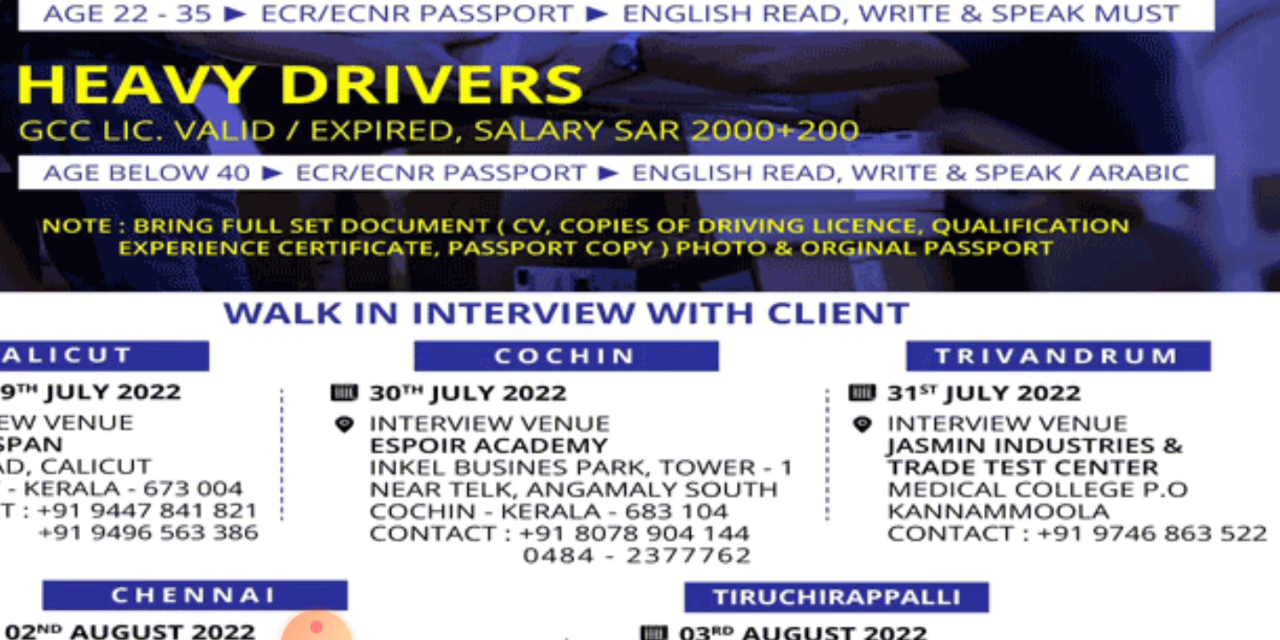 AGE 22 - 35 ► ECR/ECNR PASSPORT ► ENGLISH READ, WRITE & SPEAK MUST
HEAVY DRIVERS
GCC LIC. VALID / EXPIRED, SALARY SAR 2000+200
AGE BELOW 40 ► ECR/ECNR PASSPORT ► ENGLISH READ, WRITE & SPEAK / ARABIC
NOTE : BRING FULL SET DOCUMENT ( CV, COPIES OF DRIVING LICENCE, QUALIFICATION
EXPERIENCE CERTIFICATE, PASSPORT COPY ) PHOTO & ORGINAL PASSPORT
WALK IN INTERVIEW WITH CLIENT
ALICUT
9TH JULY 2022
EW VENUE
SPAN
AD, CALICUT
- KERALA - 673 004
T : +91 9447 841 821
+91 9496 563 386
COCHIN
30TH JULY 2022
INTERVIEW VENUE
ESPOIR ACADEMY
INKEL BUSINES PARK, TOWER - 1
NEAR TELK, ANGAMALY SOUTH
COCHIN - KERALA - 683 104
CONTACT : +91 8078 904 144
0484 - 2377762
TRIVANDRUM
31ST JULY 2022
INTERVIEW VENUE
JASMIN INDUSTRIES &
TRADE TEST CENTER
MEDICAL COLLEGE P.O
KANNAMMOOLA
CONTACT : +91 9746 863 522
CHENNAI
02ND AUGUST 2022
TIRUCHIRAPPALLI
03RD AUGUST 2022